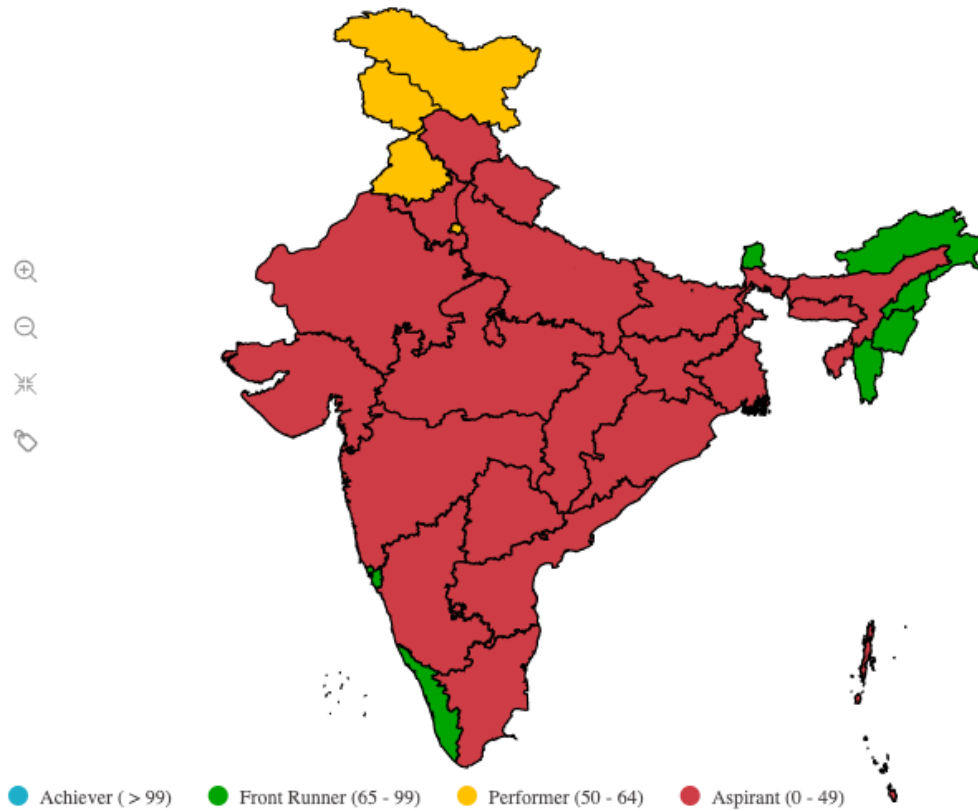 Achiever ( > 99) Front Runner (65 - 99) Performer (50 - 64) Aspirant (0 - 49)